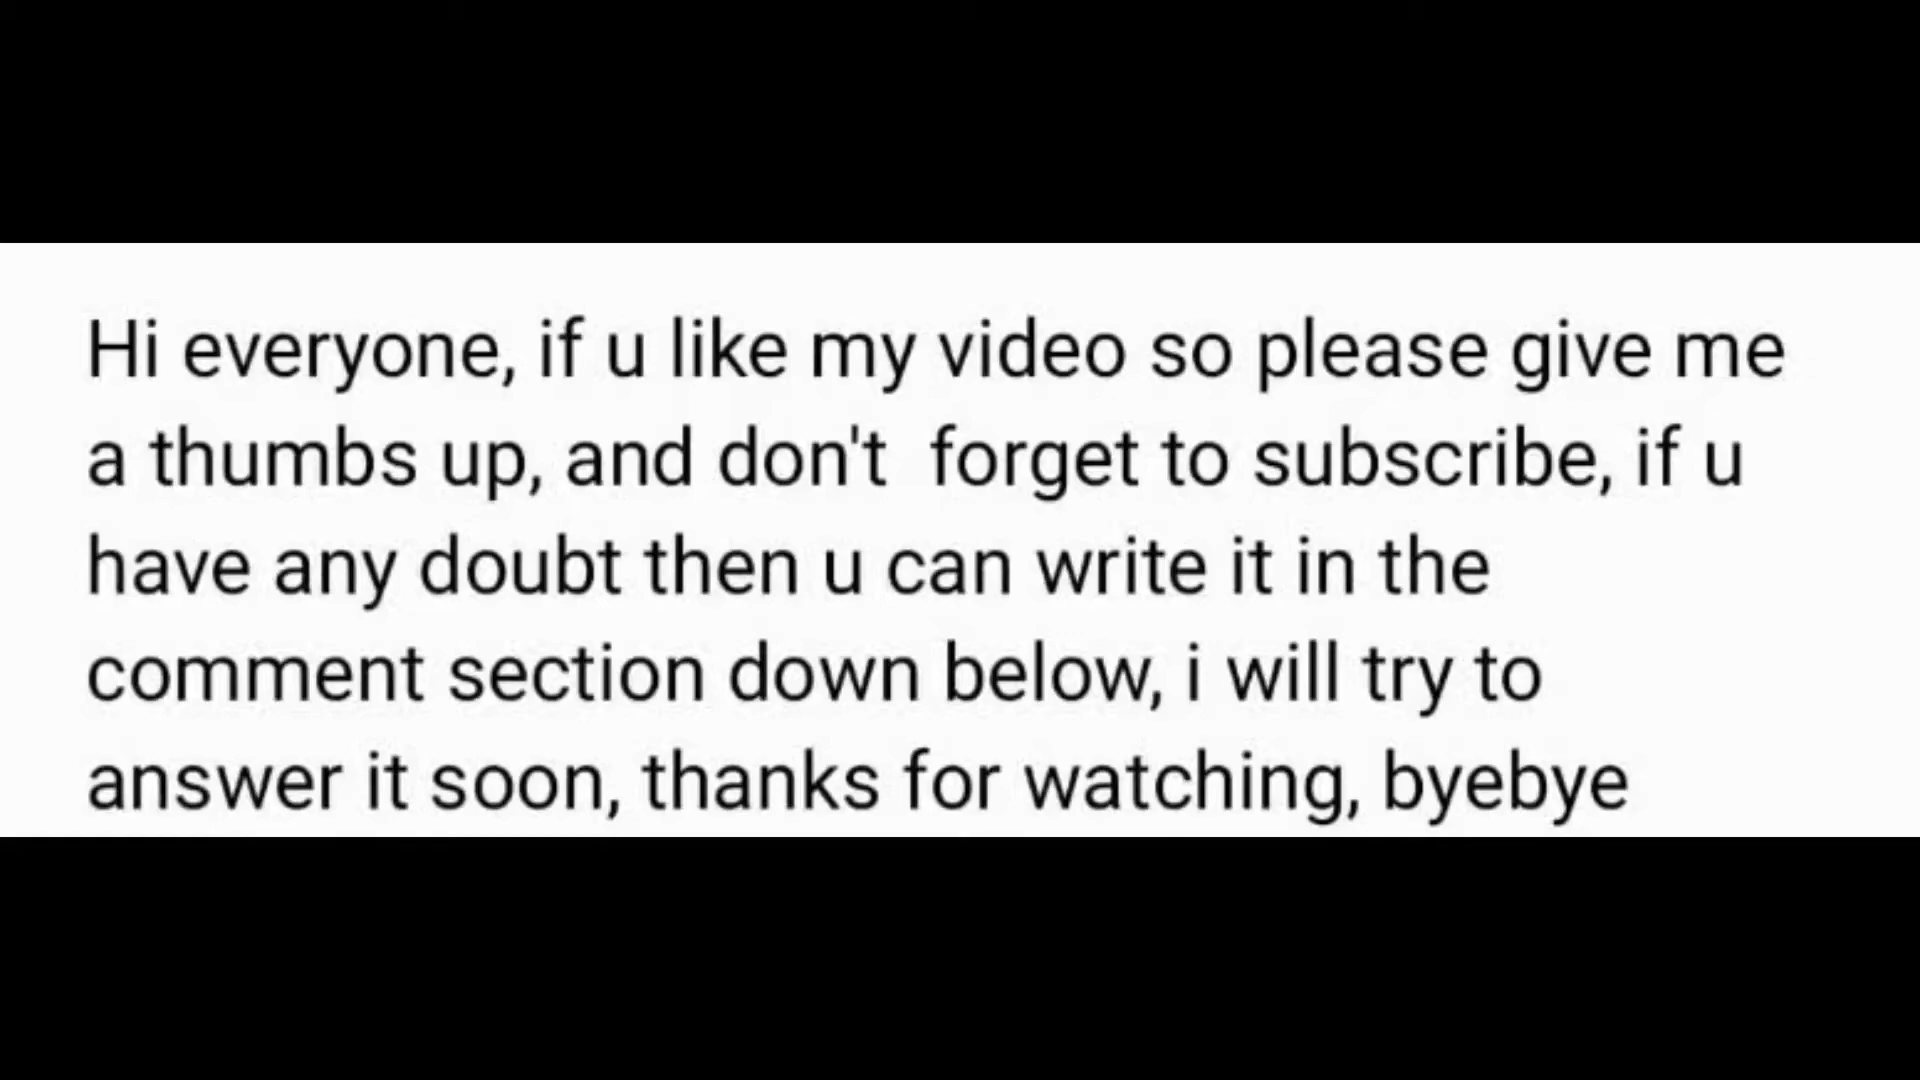 Hi everyone, if u like my video so please give me
a thumbs up, and don't  forget to subscribe, if u
have any doubt then u can write it in the
comment section down below, i will try to
answer it soon, thanks for watching, byebye